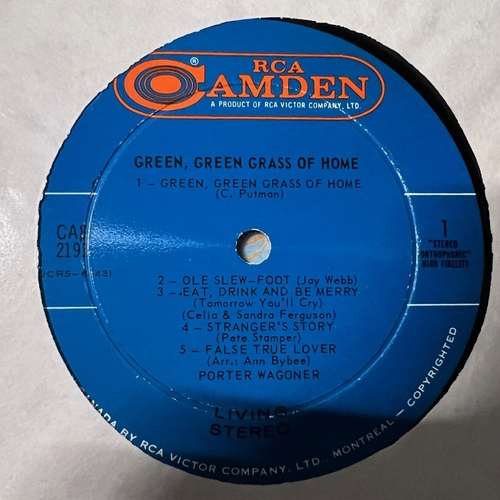 RCA
CAMDEN
®
A PRODUCT OF RCA VICTOR COMPANY, LTD.
GREEN, GREEN GRASS OF HOME
1 - GREEN, GREEN GRASS OF HOME
(C. Putman)
1
"STEREO
ORTHOPHONIC"
HIGH FIDELITY
2 - OLE SLEW-FOOT (Jay Webb)
3 - EAT, DRINK AND BE MERRY
(Tomorrow You'll Cry)
(Celia & Sandra Ferguson)
4 - STRANGER'S STORY
(Pete Stamper)
5 - FALSE TRUE LOVER
(Arr.: Ann Bybee)
PORTER WAGONER
LIVING
STEREO
BY RCA VICTOR COMPANY, LTD. MONTREAL - COPYRIGHTED